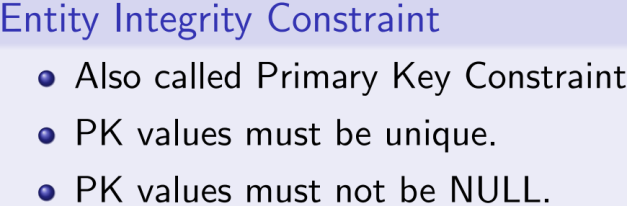 Entity Integrity Constraint
Also called Primary Key Constraint
PK values must be unique.
PK values must not be NULL.